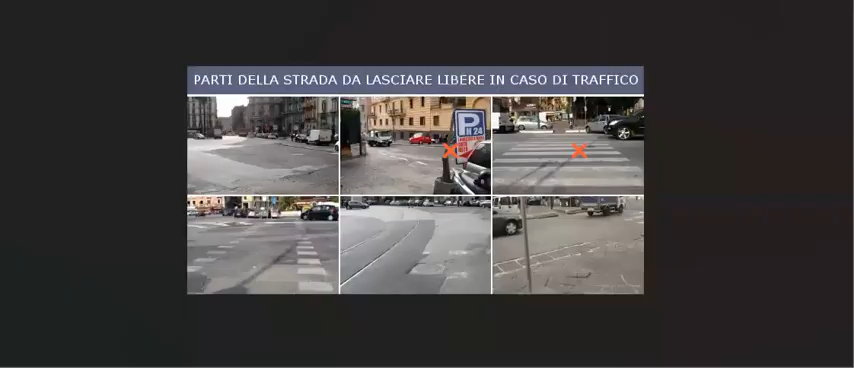 PARTI DELLA STRADA DA LASCIARE LIBERE IN CASO DI TRAFFICO
P
H 24